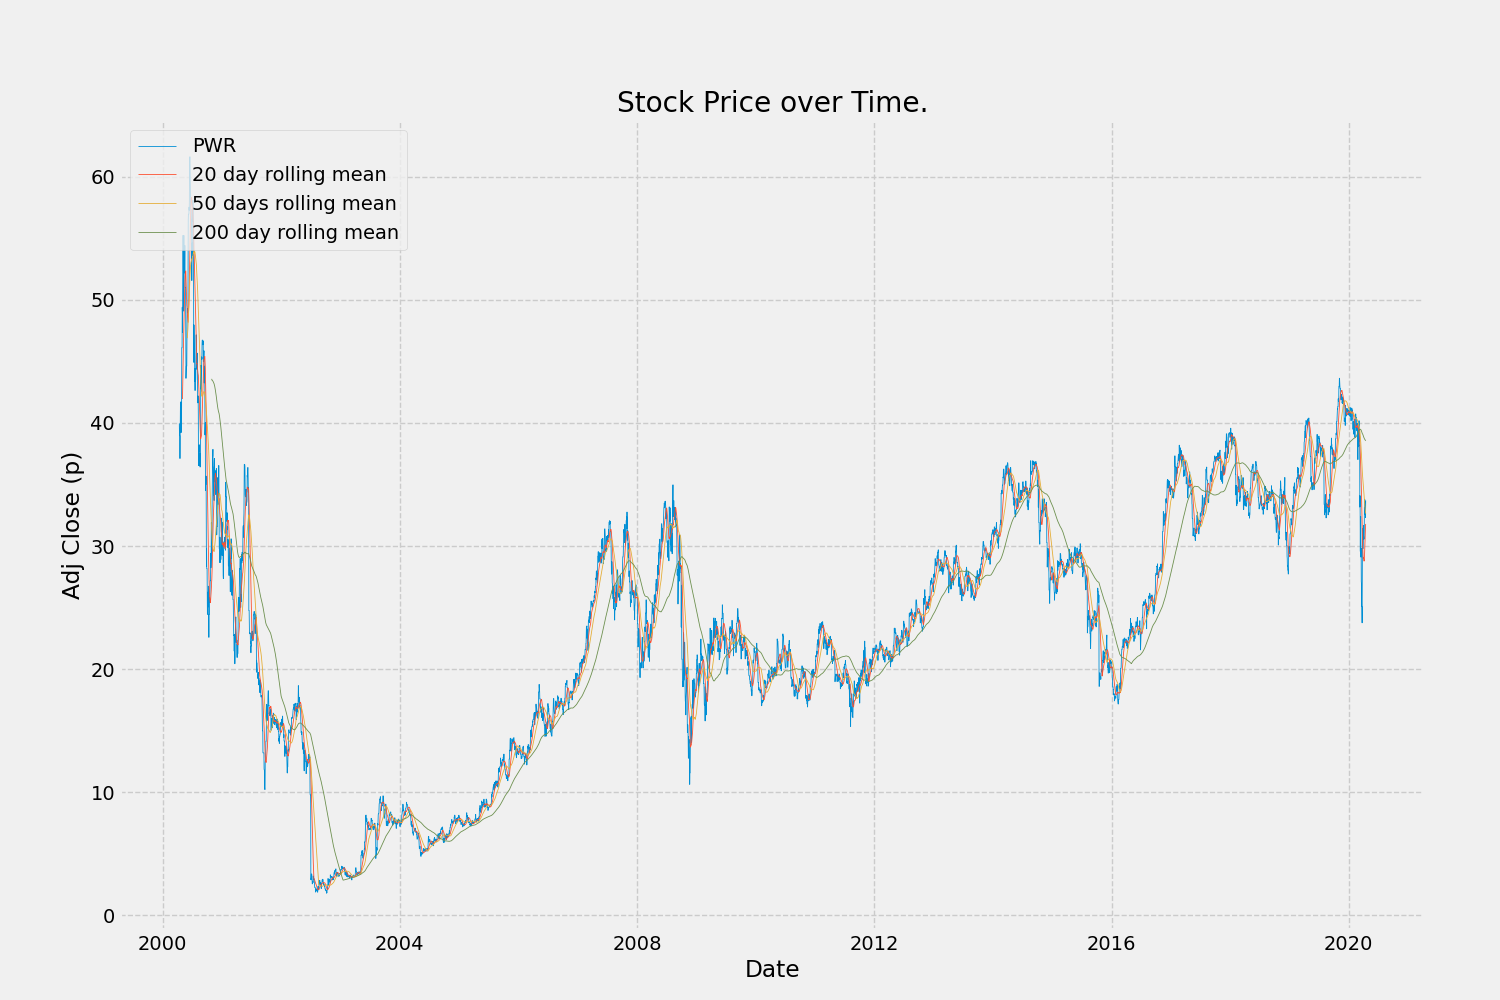 Stock Price over Time.
PWR
20 day rolling mean
50 days rolling mean
200 day rolling mean
60
50
40
30
20
10
0
Adj Close (p)
2000 2004 2008 2012 2016 2020
Date